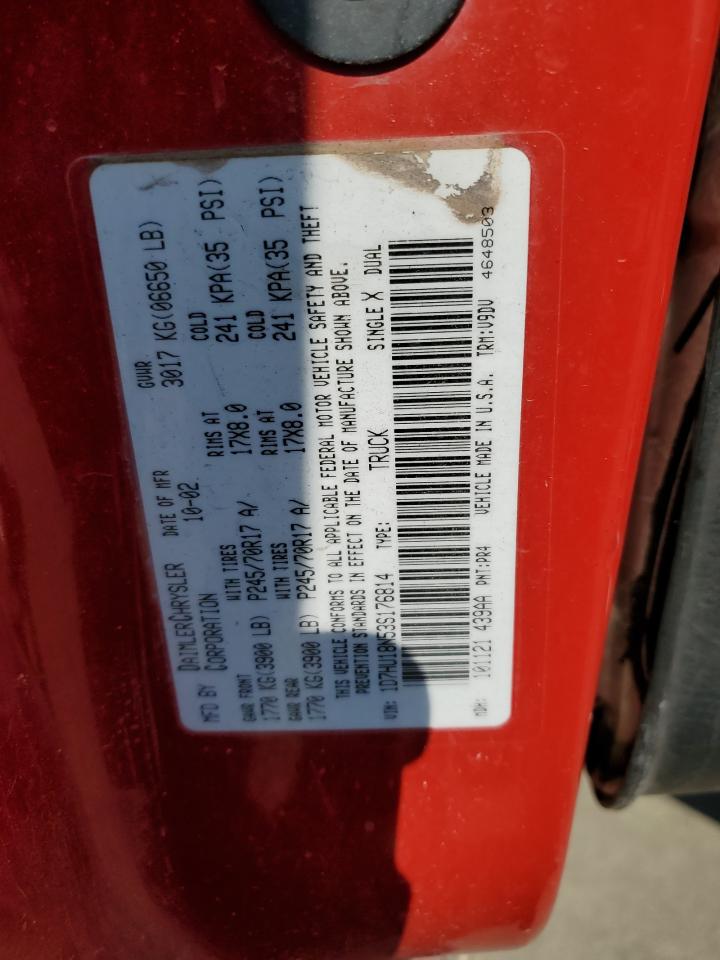 MFD BY DAIMLERCHRYSLER CORPORATION DATE OF MFR 10-02 GVWR 3017 KG(06650 LB)
GAWR FRONT WITH TIRES RIMS AT COLD
1770 KG(3900 LB) P245/70R17 A/ 17X8.0 241 KPA(35 PSI)
GAWR REAR WITH TIRES RIMS AT COLD
1770 KG(3900 LB) P245/70R17 A/ 17X8.0 241 KPA(35 PSI)
THIS VEHICLE CONFORMS TO ALL APPLICABLE FEDERAL MOTOR VEHICLE SAFETY AND THEFT
PREVENTION STANDARDS IN EFFECT ON THE DATE OF MANUFACTURE SHOWN ABOVE.
VIN: 1D7HU18N53S176814 TYPE: TRUCK SINGLE X DUAL
MDH: 101121 439AA PNT:PR4 VEHICLE MADE IN U.S.A. TRM:V9DV 4648503